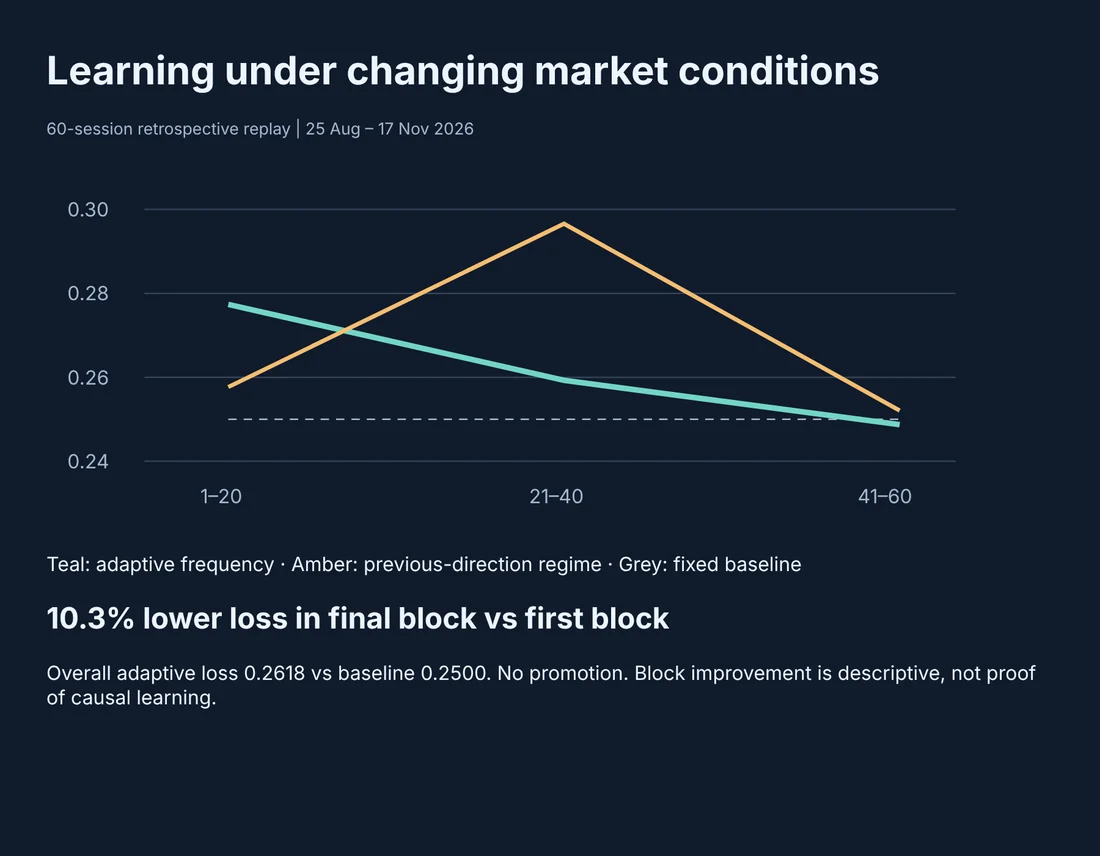 Learning under changing market conditions
60-session retrospective replay | 25 Aug – 17 Nov 2026
0.30
0.28
0.26
0.24
1–20 21–40 41–60
Teal: adaptive frequency · Amber: previous-direction regime · Grey: fixed baseline
10.3% lower loss in final block vs first block
Overall adaptive loss 0.2618 vs baseline 0.2500. No promotion. Block improvement is descriptive, not proof
of causal learning.